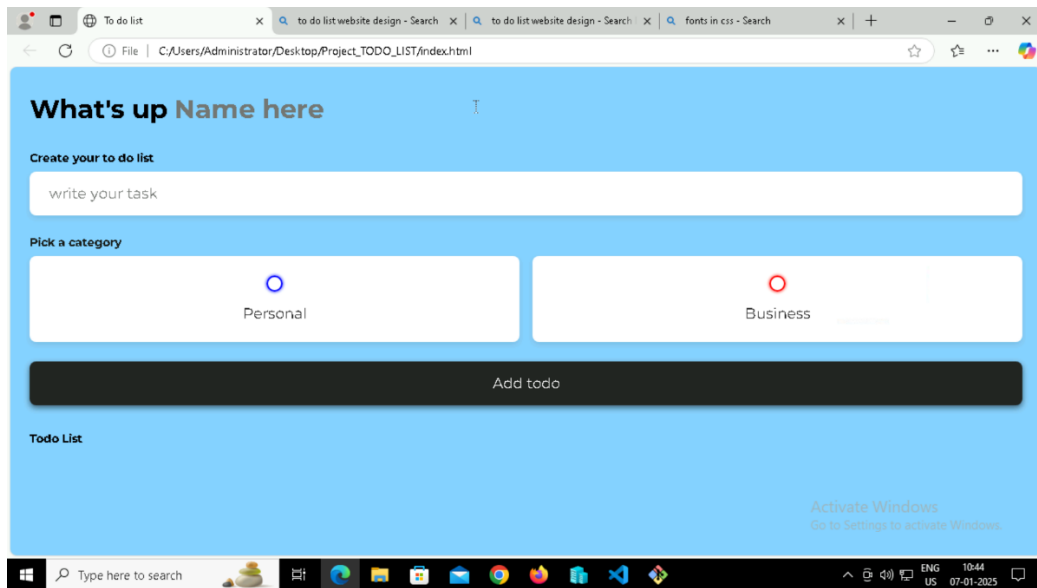 To do list
to do list website design - Search
to do list website design - Search
fonts in css - Search
File
C:/Users/Administrator/Desktop/Project_TODO_LIST/index.html
What's up Name here
Create your to do list
write your task
Pick a category
Personal
Business
Add todo
Todo List
Activate Windows
Go to Settings to activate Windows.
Type here to search
ENG
US
10:44
07-01-2025